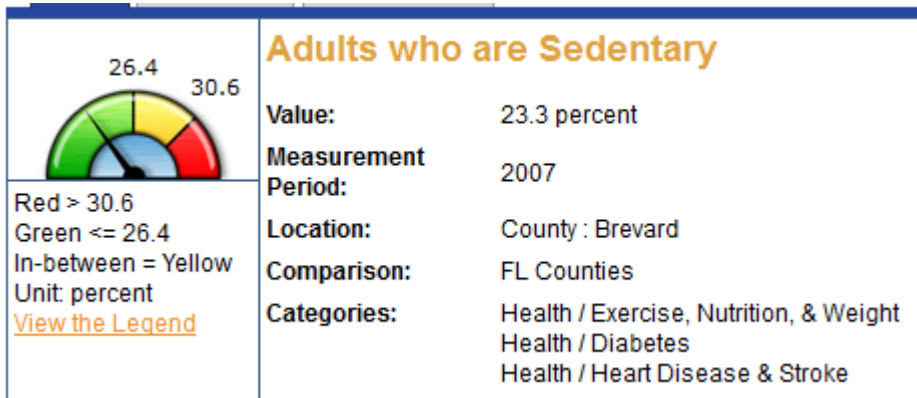 Adults who are Sedentary
26.4
30.6
Value: 23.3 percent
Measurement
Period: 2007
Location: County : Brevard
Comparison: FL Counties
Categories: Health / Exercise, Nutrition, & Weight
Health / Diabetes
Health / Heart Disease & Stroke
Red > 30.6
Green <= 26.4
In-between = Yellow
Unit: percent
View the Legend